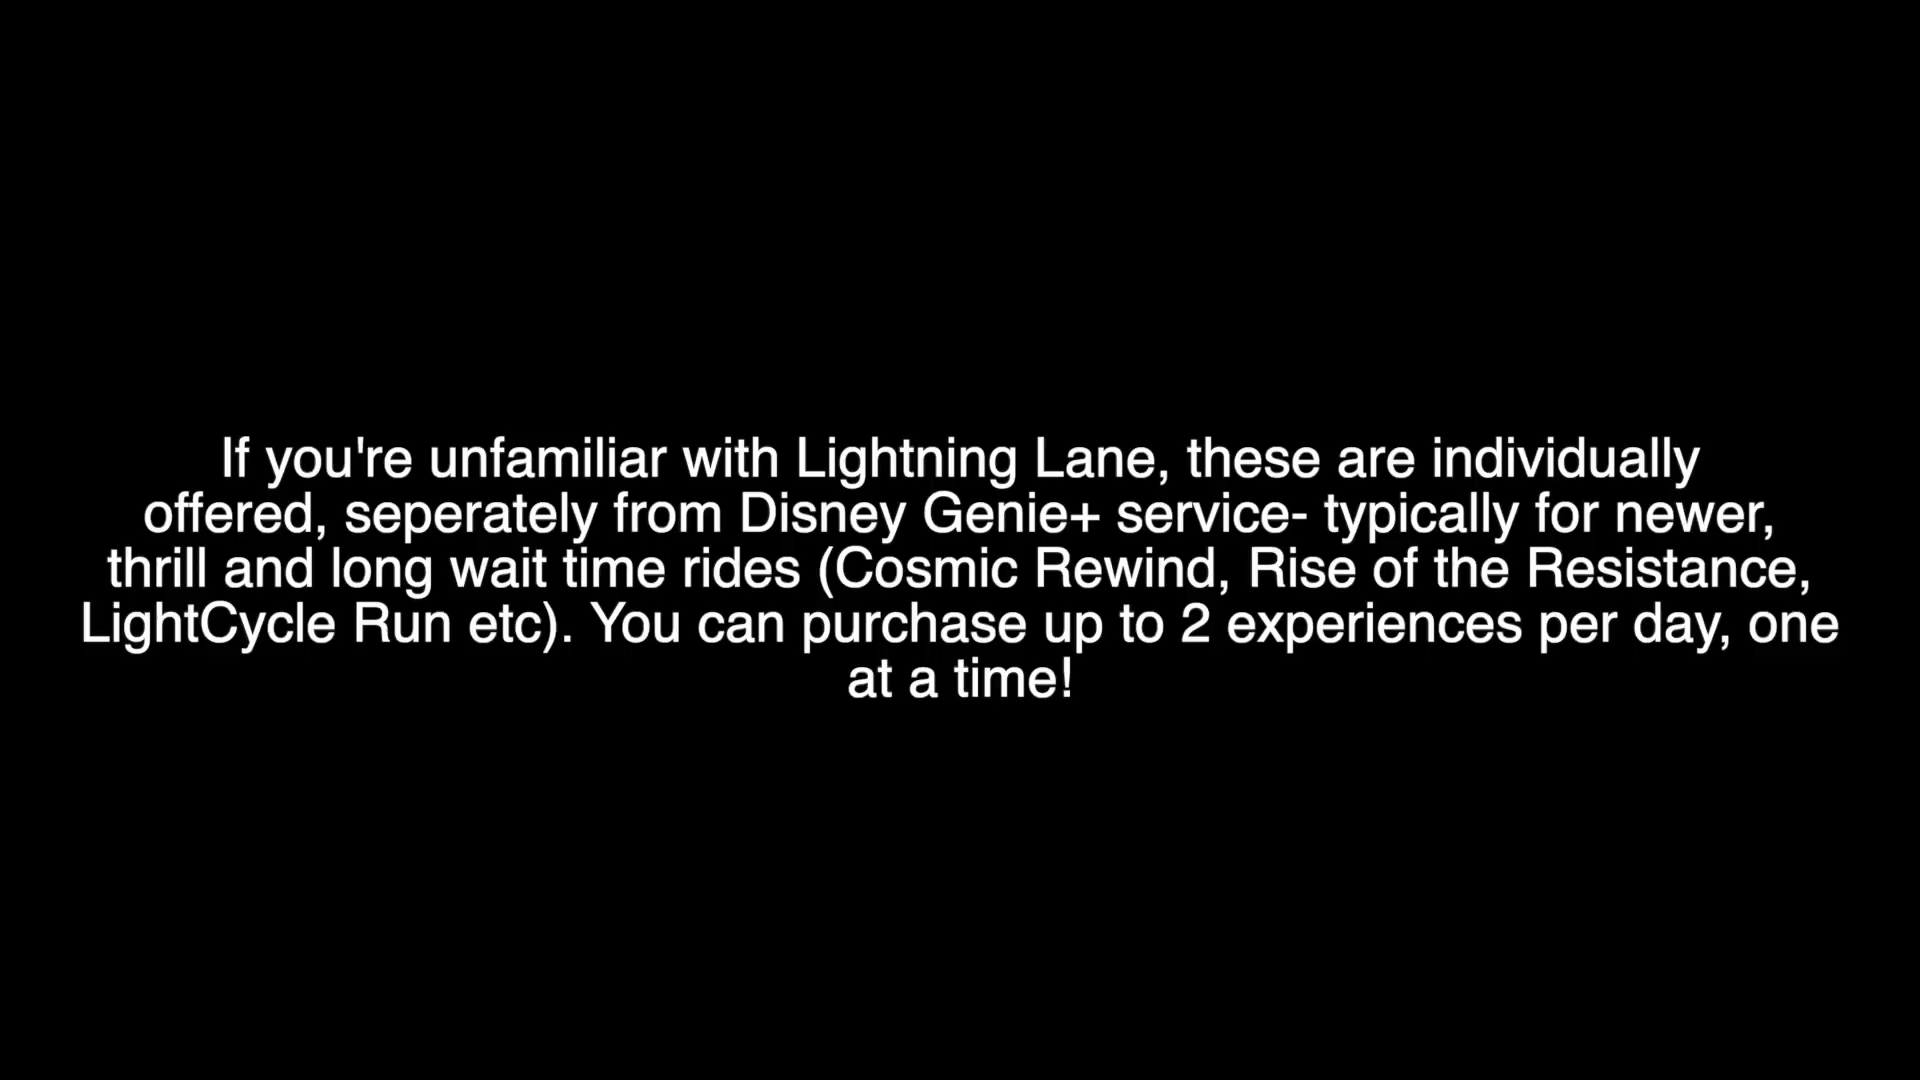 If you're unfamiliar with Lightning Lane, these are individually
offered, seperately from Disney Genie+ service- typically for newer,
thrill and long wait time rides (Cosmic Rewind, Rise of the Resistance,
LightCycle Run etc). You can purchase up to 2 experiences per day, one
at a time!